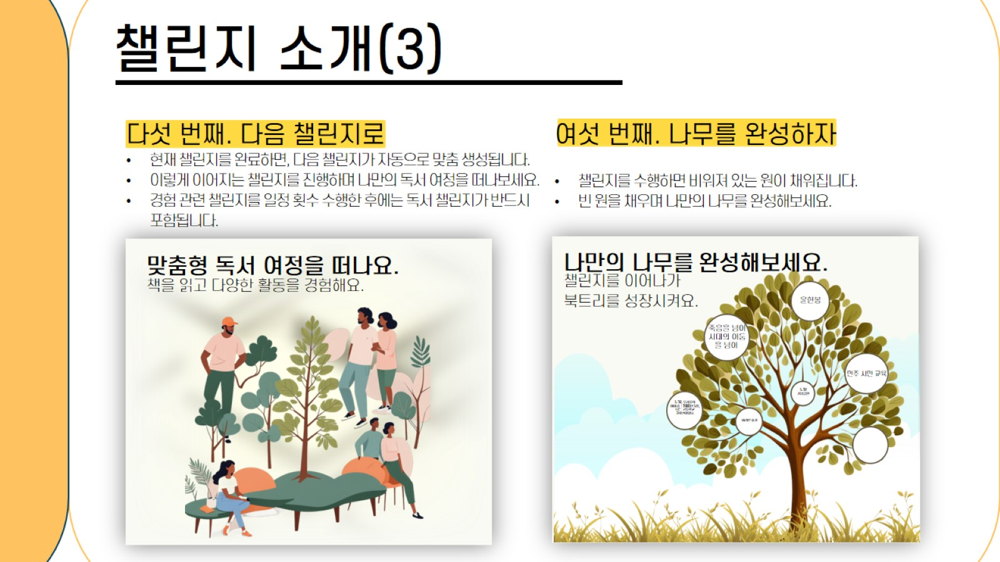 챌린지 소개(3)
다섯 번째. 다음 챌린지로
• 현재 챌린지를 완료하면, 다음 챌린지가 자동으로 맞춤 생성됩니다.
• 이렇게 이어지는 챌린지를 진행하며 나만의 독서 여정을 떠나보세요.
• 경험 관련 챌린지를 일정 횟수 수행한 후에는 독서 챌린지가 반드시
포함됩니다.
맞춤형 독서 여정을 떠나요.
책을 읽고 다양한 활동을 경험해요.
여섯 번째. 나무를 완성하자
• 챌린지를 수행하면 비워져 있는 원이 채워집니다.
• 빈 원을 채우며 나만의 나무를 완성해보세요.
나만의 나무를 완성해보세요.
챌린지를 이어나가
북트리를 성장시켜요.
윤한봉
죽음을 넘어
시대의 어둠
을 넘어
민주 시민 교육